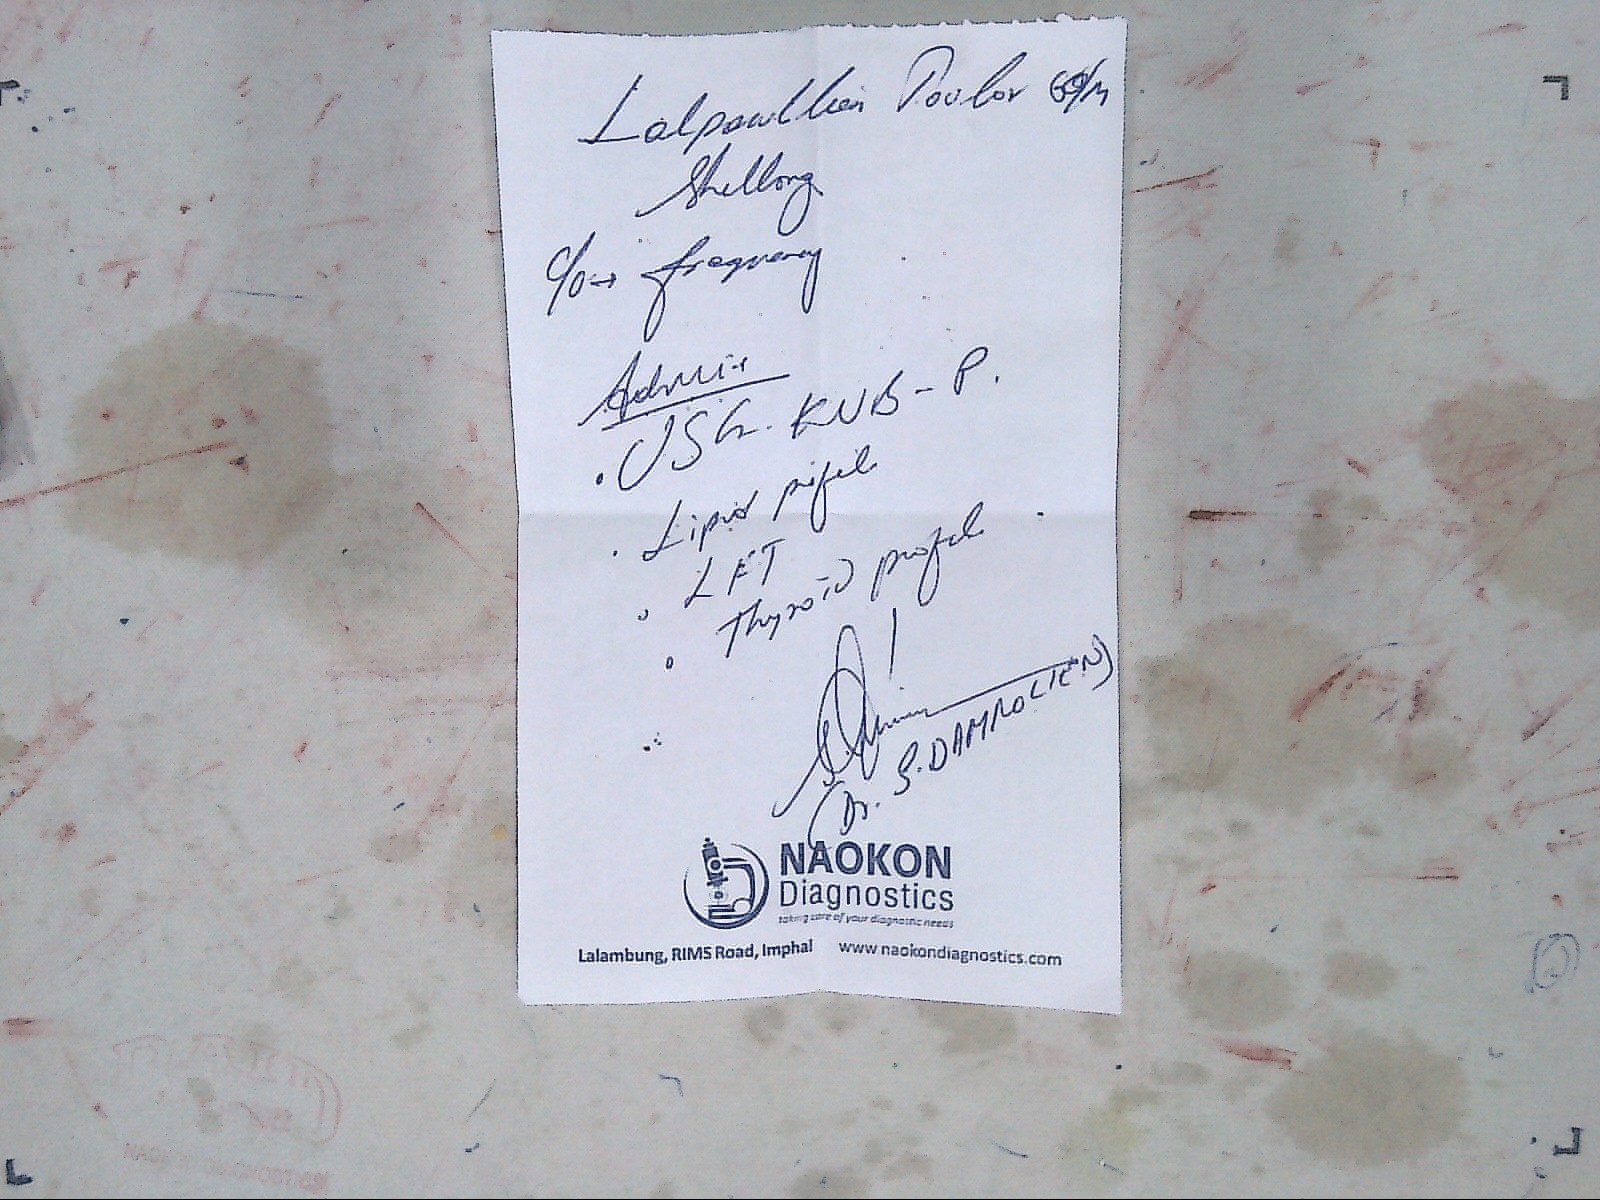 Lalpawlien Poulor 69/M
Shillong
c/o → frequency
Admit
. USG. KUB - P.
. Lipid profile
. LFT
. Thyroid profile
(Dr. S. DAMROLIEN)
NAOKON
Diagnostics
taking care of your diagnostic needs
Lalambung, RIMS Road, Imphal www.naokondiagnostics.com